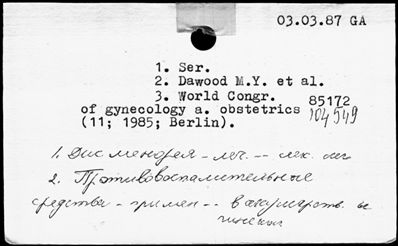 03.03.87 GA
1. Ser.
2. Dawood M.Y. et al.
3. World Congr.
of gynecology a. obstetrics
(11; 1985; Berlin).
85172
104549
1. Дисменорея - леч. -- лек.
2. Противовоспалительные
средства - примен -- в акушерств. и
гинекол